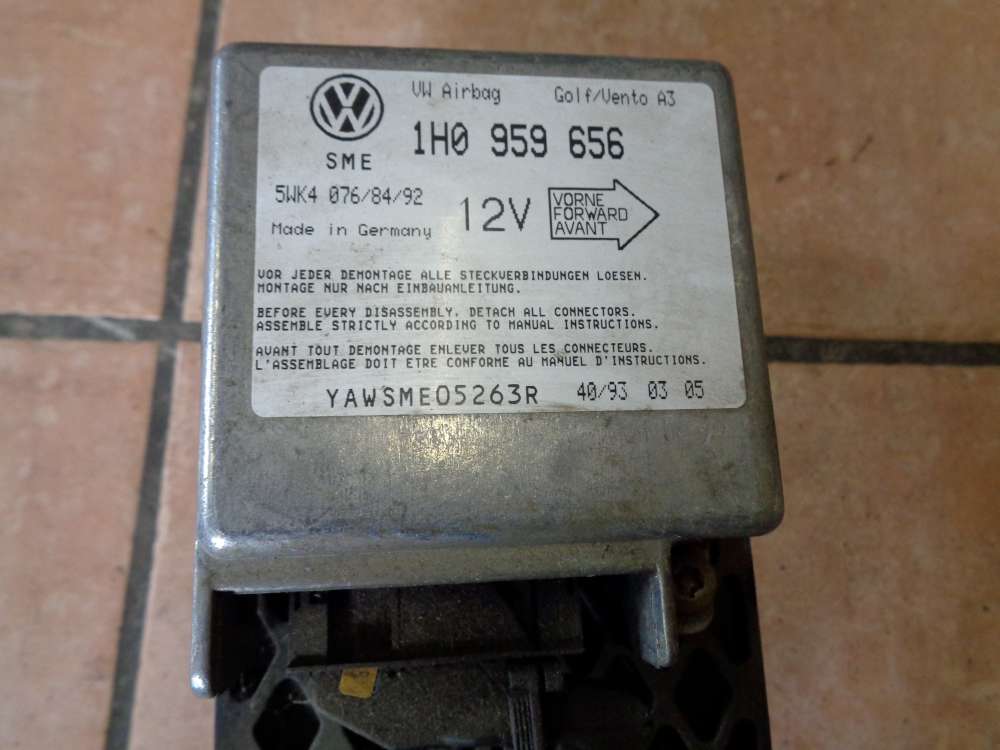 VW Airbag Golf/Vento A3
1H0 959 656
SME
5WK4 076/84/92
12V
VORNE
FORWARD
AVANT
Made in Germany
VOR JEDER DEMONTAGE ALLE STECKVERBINDUNGEN LOESEN.
MONTAGE NUR NACH EINBAUANLEITUNG.
BEFORE EVERY DISASSEMBLY, DETACH ALL CONNECTORS.
ASSEMBLE STRICTLY ACCORDING TO MANUAL INSTRUCTIONS.
AVANT TOUT DEMONTAGE ENLEVER TOUS LES CONNECTEURS.
L'ASSEMBLAGE DOIT ETRE CONFORME AU MANUEL D'INSTRUCTIONS.
YAWSME05263R 40/93 03 05